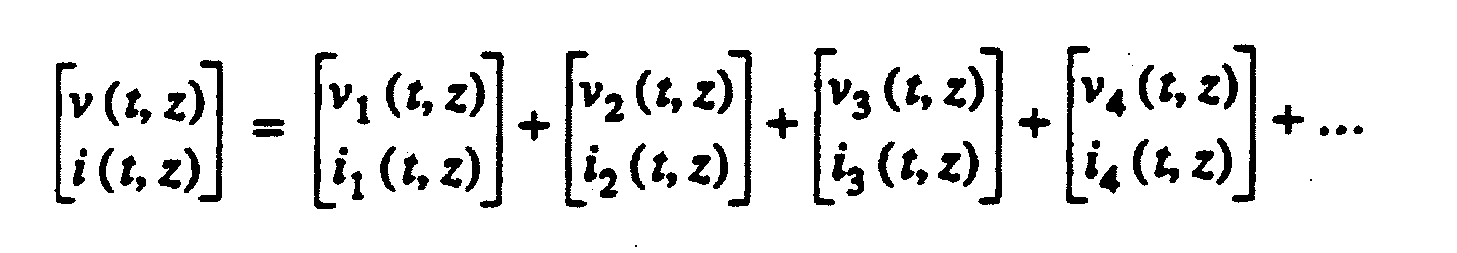 [v(t, z)] = [v₁(t, z)] + [v₂(t, z)] + [v₃(t, z)] + [v₄(t, z)] + ...
[i(t, z)] [i₁(t, z)] [i₂(t, z)] [i₃(t, z)] [i₄(t, z)]